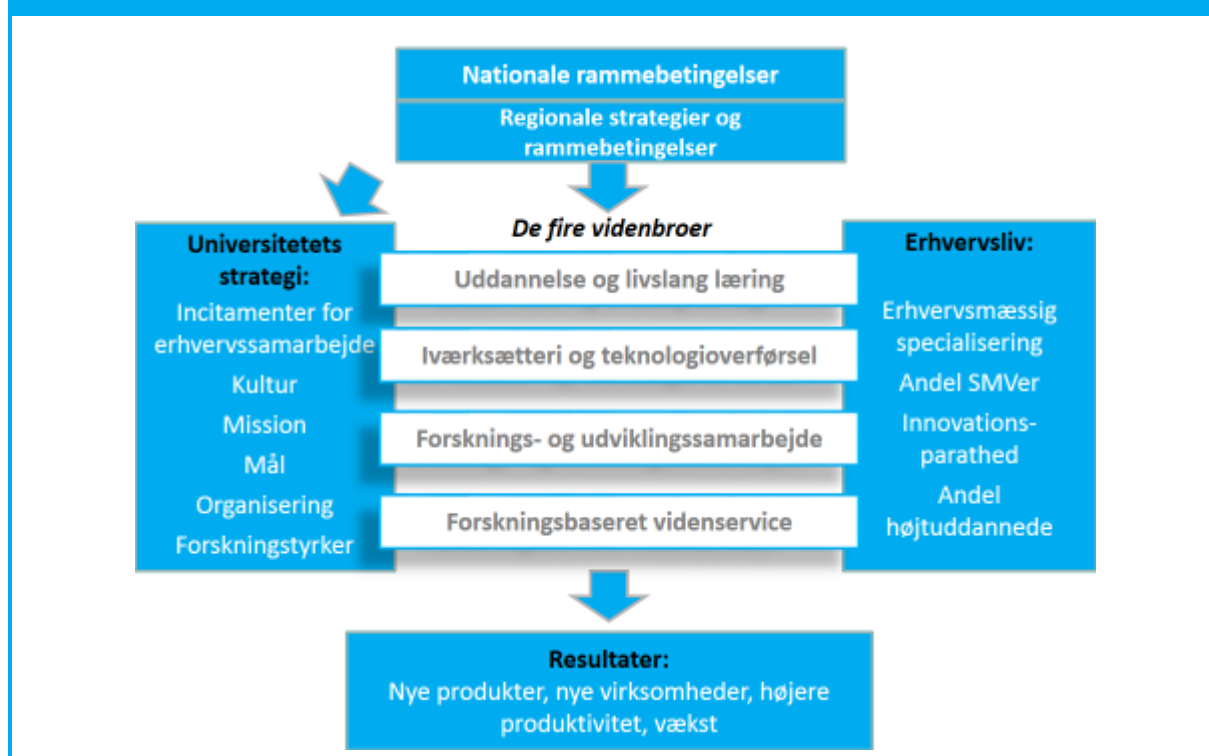 Nationale rammebetingelser
Regionale strategier og
rammebetingelser
De fire videnbroer
Universitetets
strategi:
Incitamenter for
erhvervssamarbejde
Kultur
Mission
Mål
Organisering
Forskningstyrker
Uddannelse og livslang læring
Iværksætteri og teknologioverførsel
Forsknings- og udviklingssamarbejde
Forskningsbaseret videnservice
Erhvervsliv:
Erhvervsmæssig
specialisering
Andel SMVer
Innovations-
parathed
Andel
højtuddannede
Resultater:
Nye produkter, nye virksomheder, højere
produktivitet, vækst